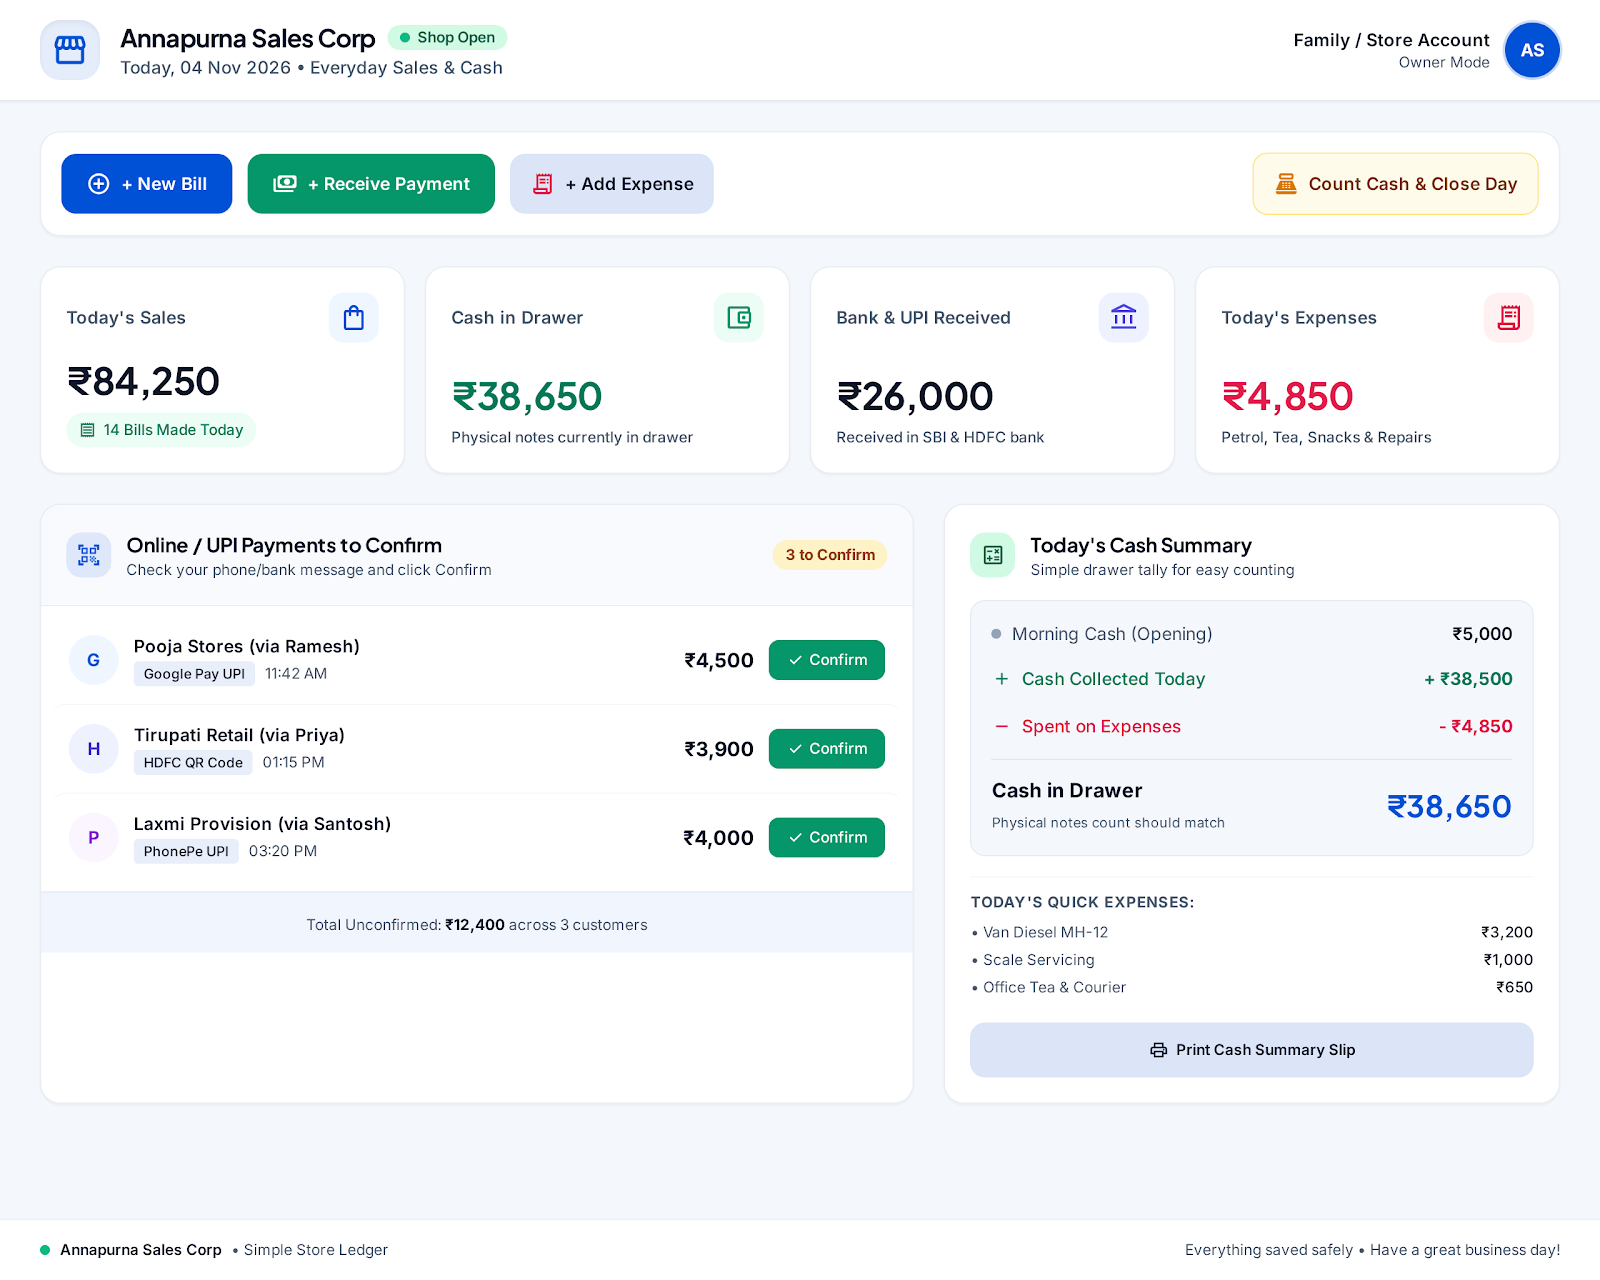 Annapurna Sales Corp
Shop Open
Today, 04 Nov 2026 • Everyday Sales & Cash
Family / Store Account
Owner Mode
AS
+ New Bill
+ Receive Payment
+ Add Expense
Count Cash & Close Day
Today's Sales
₹84,250
14 Bills Made Today
Cash in Drawer
₹38,650
Physical notes currently in drawer
Bank & UPI Received
₹26,000
Received in SBI & HDFC bank
Today's Expenses
₹4,850
Petrol, Tea, Snacks & Repairs
Online / UPI Payments to Confirm
Check your phone/bank message and click Confirm
3 to Confirm
G
Pooja Stores (via Ramesh)
Google Pay UPI 11:42 AM
₹4,500
Confirm
H
Tirupati Retail (via Priya)
HDFC QR Code 01:15 PM
₹3,900
Confirm
P
Laxmi Provision (via Santosh)
PhonePe UPI 03:20 PM
₹4,000
Confirm
Total Unconfirmed: ₹12,400 across 3 customers
Today's Cash Summary
Simple drawer tally for easy counting
Morning Cash (Opening) ₹5,000
+ Cash Collected Today + ₹38,500
− Spent on Expenses - ₹4,850
Cash in Drawer
Physical notes count should match
₹38,650
TODAY'S QUICK EXPENSES:
• Van Diesel MH-12 ₹3,200
• Scale Servicing ₹1,000
• Office Tea & Courier ₹650
Print Cash Summary Slip
Annapurna Sales Corp • Simple Store Ledger
Everything saved safely • Have a great business day!